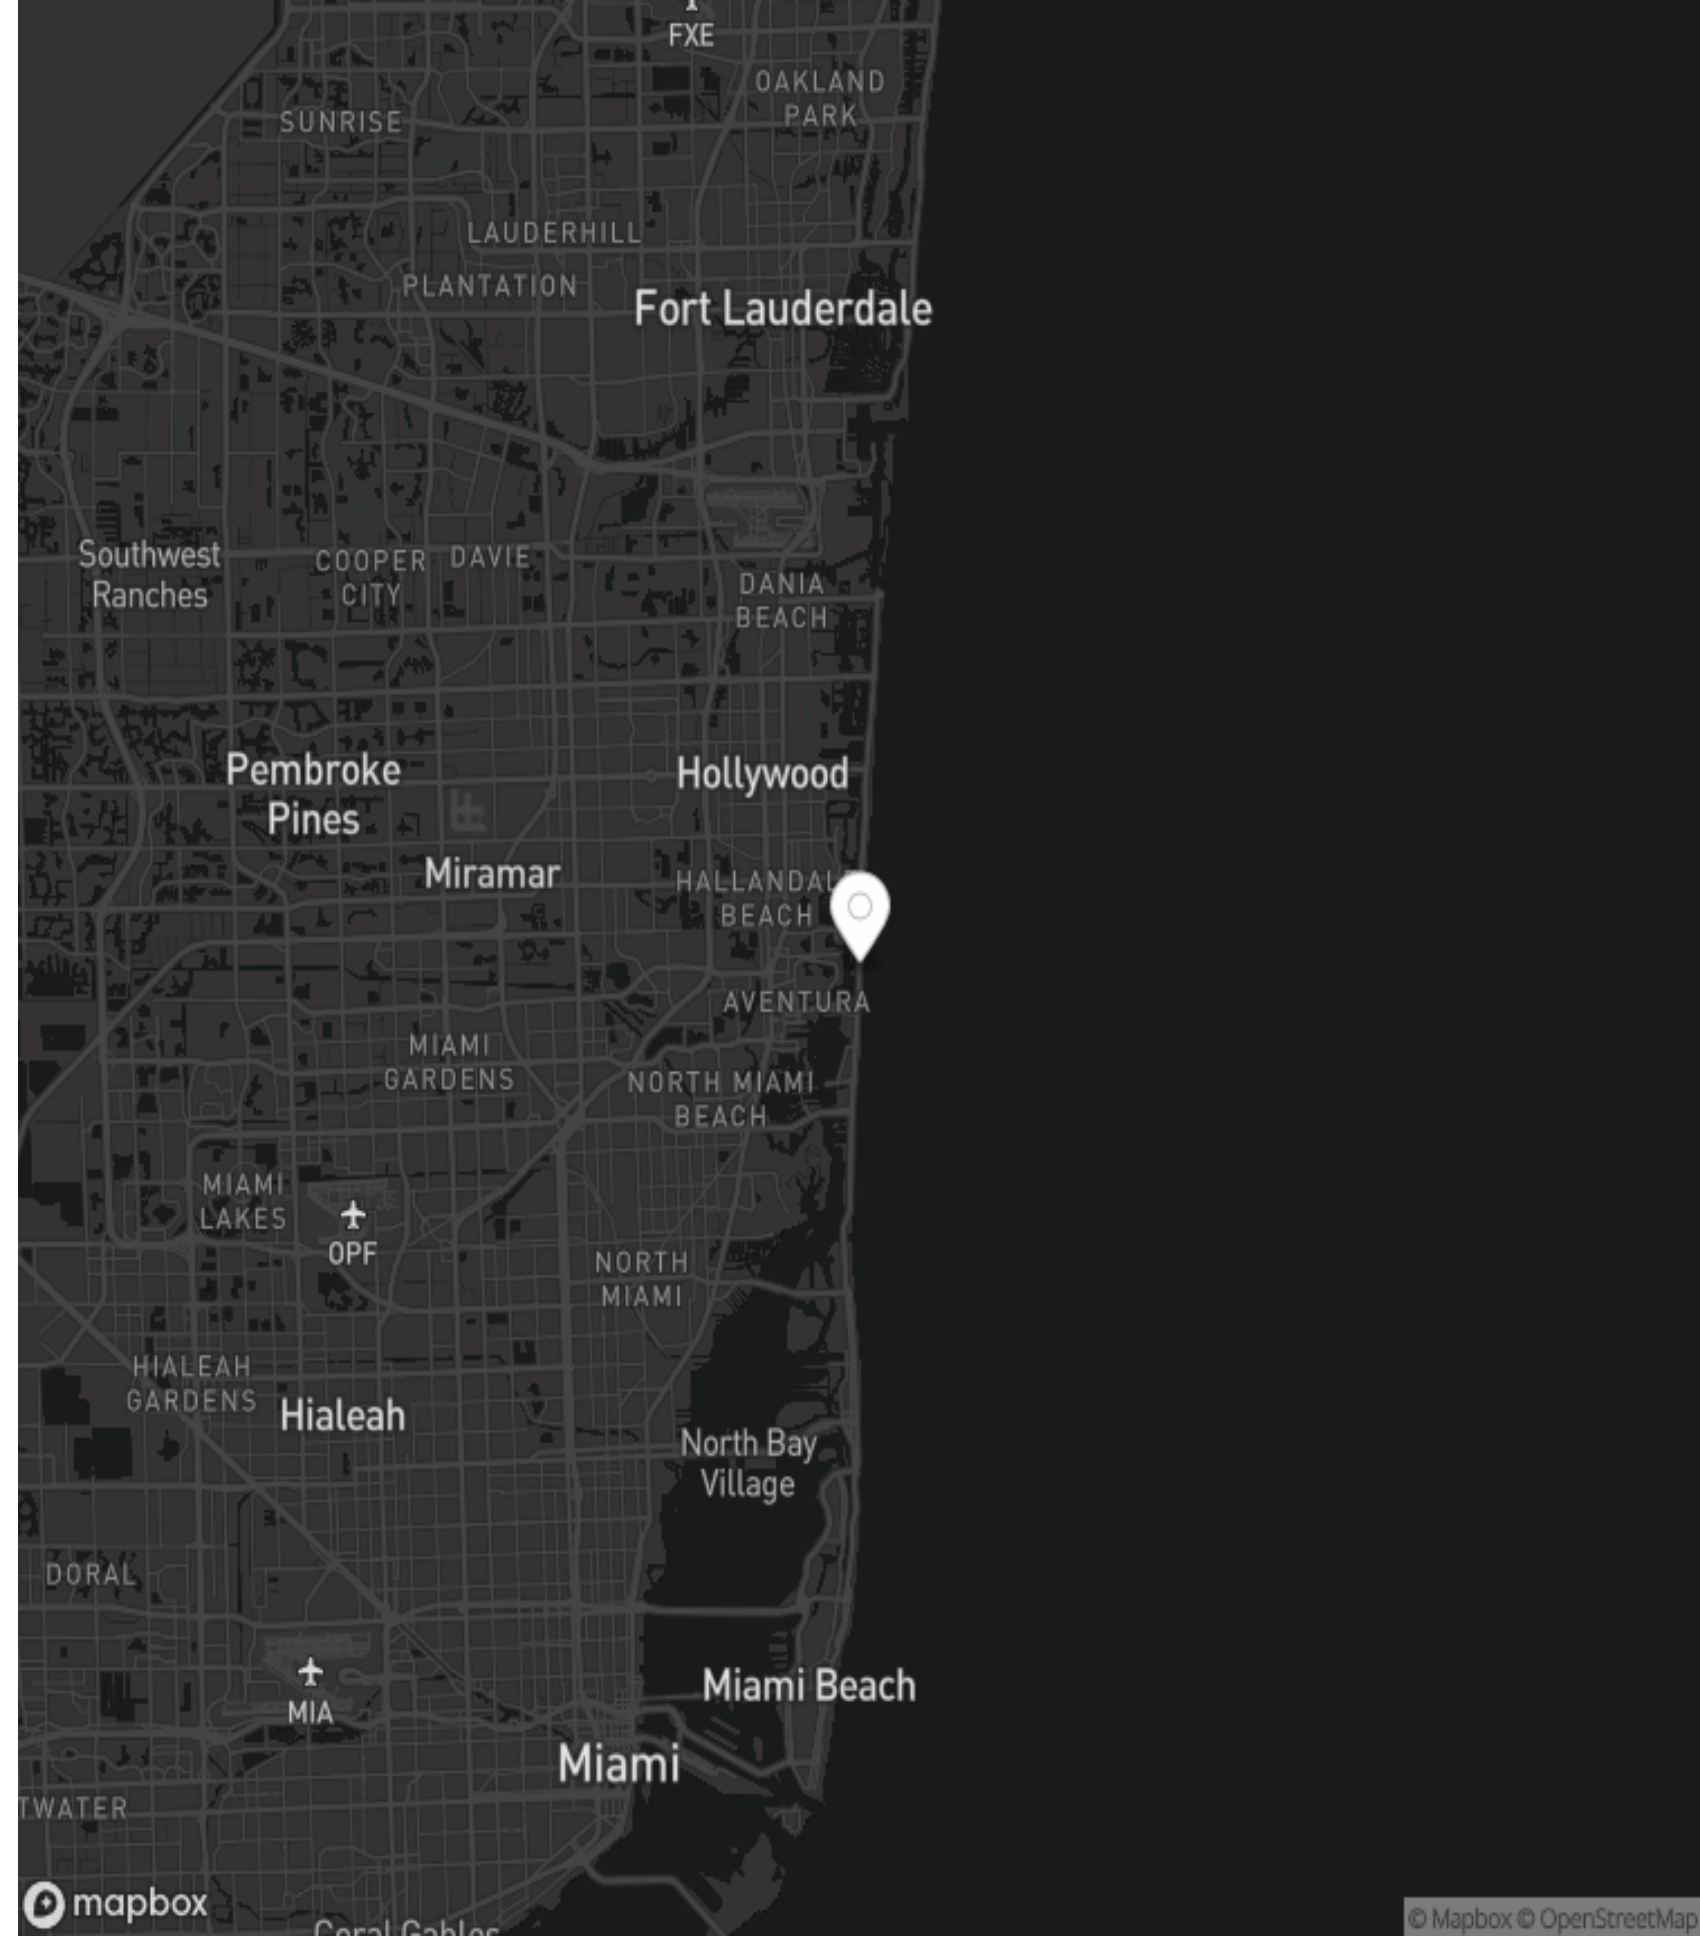 FXE
OAKLAND
PARK
SUNRISE
LAUDERHILL
PLANTATION
Fort Lauderdale
Southwest
Ranches
COOPER
CITY
DAVIE
DANIA
BEACH
Pembroke
Pines
Hollywood
Miramar
HALLANDAL
BEACH
AVENTURA
MIAMI
GARDENS
NORTH MIAMI
BEACH
MIAMI
LAKES
OPF
NORTH
MIAMI
HIALEAH
GARDENS
Hialeah
North Bay
Village
DORAL
MIA
Miami Beach
Miami
TWATER
Coral Gables
mapbox
© Mapbox © OpenStreetMap